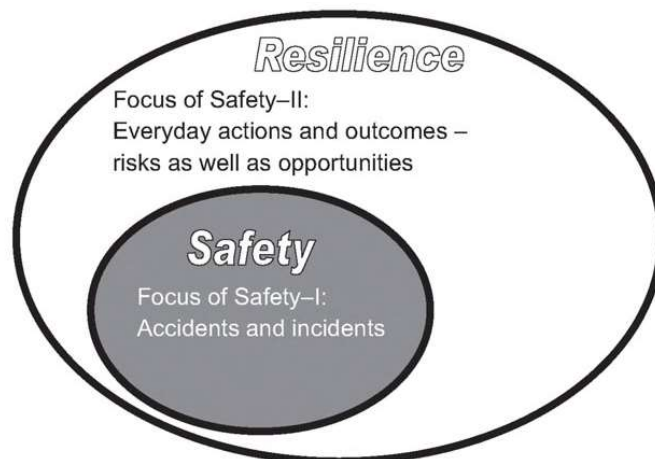 Resilience
Focus of Safety–II:
Everyday actions and outcomes –
risks as well as opportunities
Safety
Focus of Safety–I:
Accidents and incidents